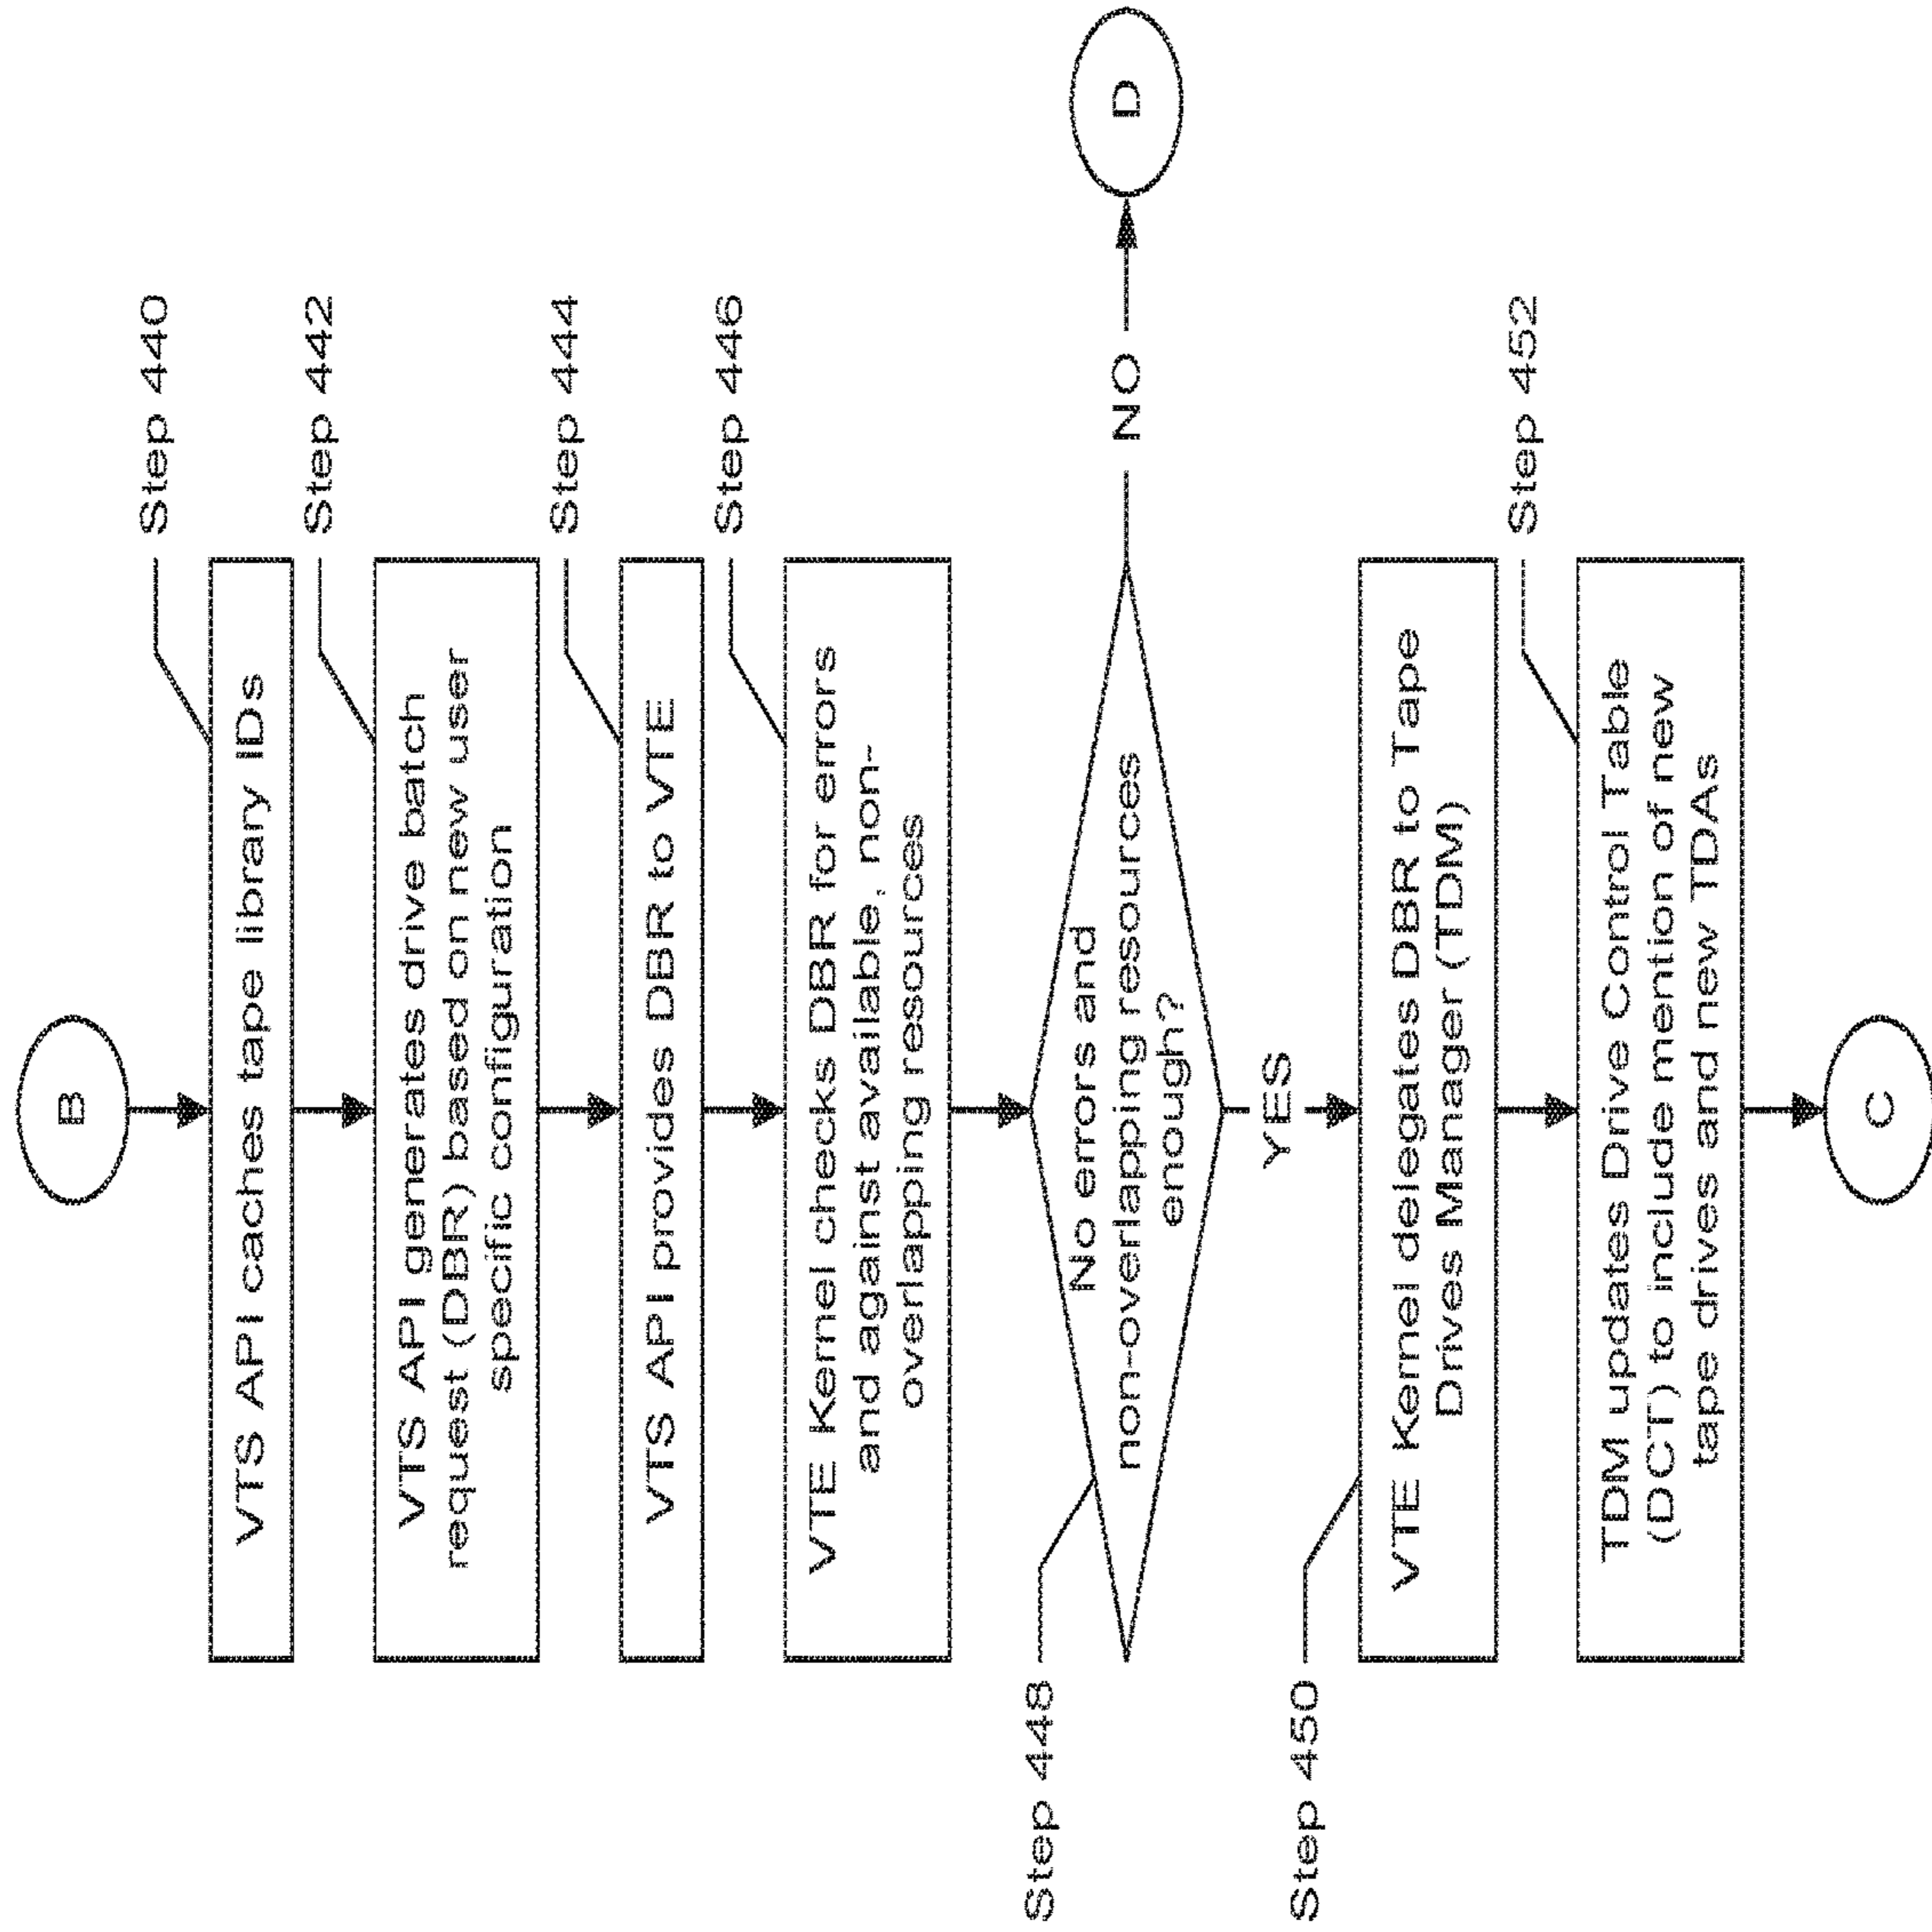 B
Step 440
VTS API caches tape library IDs
Step 442
VTS API generates drive batch
request (DBR) based on new user
specific configuration
Step 444
VTS API provides DBR to VTE
Step 446
VTE Kernel checks DBR for errors
and against available, non-
overlapping resources
Step 448
No errors and
non-overlapping resources
enough?
NO
D
YES
Step 450
VTE Kernel delegates DBR to Tape
Drives Manager (TDM)
Step 452
TDM updates Drive Control Table
(DCT) to include mention of new
tape drives and new TDAs
C